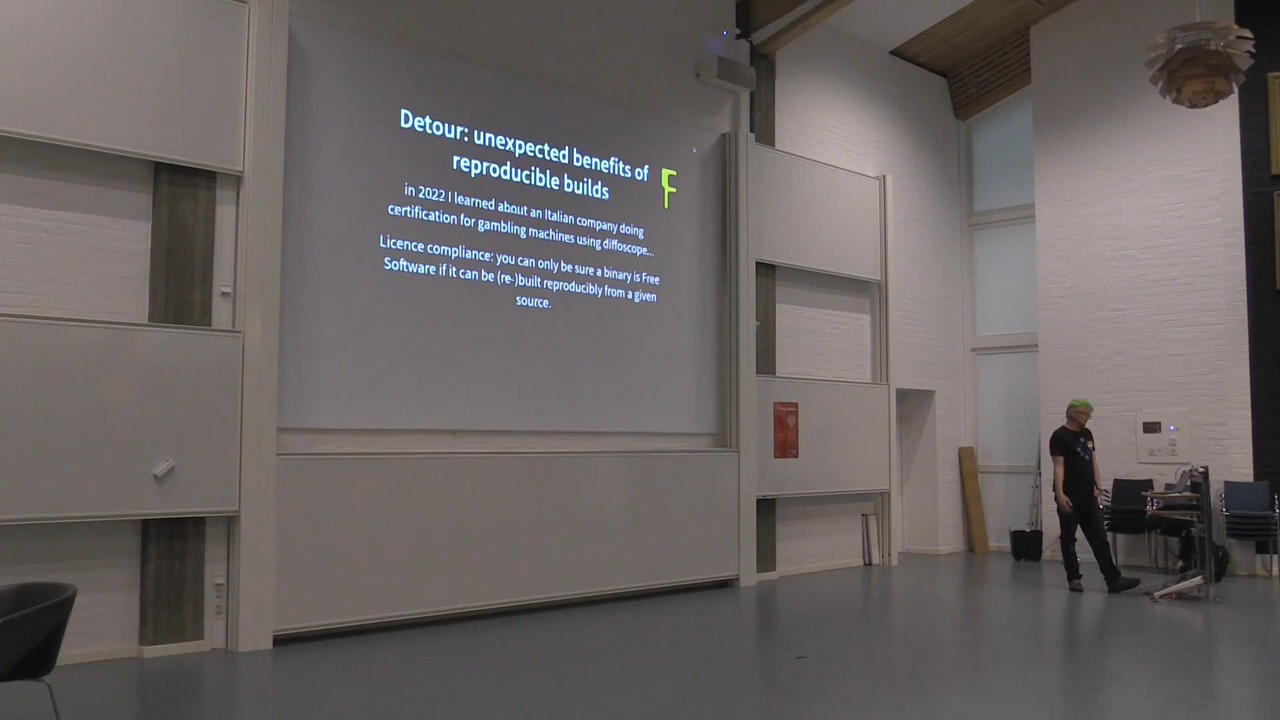 Detour: unexpected benefits of
reproducible builds
in 2022 I learned about an Italian company doing
certification for gambling machines using diffoscope...
Licence compliance: you can only be sure a binary is Free
Software if it can be (re-)built reproducibly from a given
source.